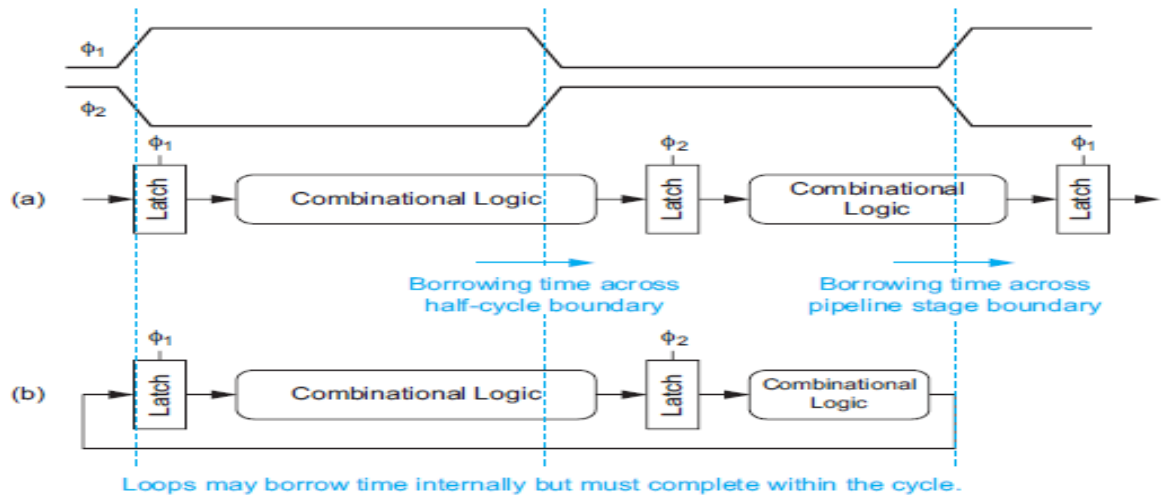 ϕ1
ϕ2
ϕ1
ϕ2
ϕ1
(a)
Latch
Combinational Logic
Latch
Combinational
Logic
Latch
Borrowing time across
half-cycle boundary
Borrowing time across
pipeline stage boundary
ϕ1
ϕ2
(b)
Latch
Combinational Logic
Latch
Combinational
Logic
Loops may borrow time internally but must complete within the cycle.